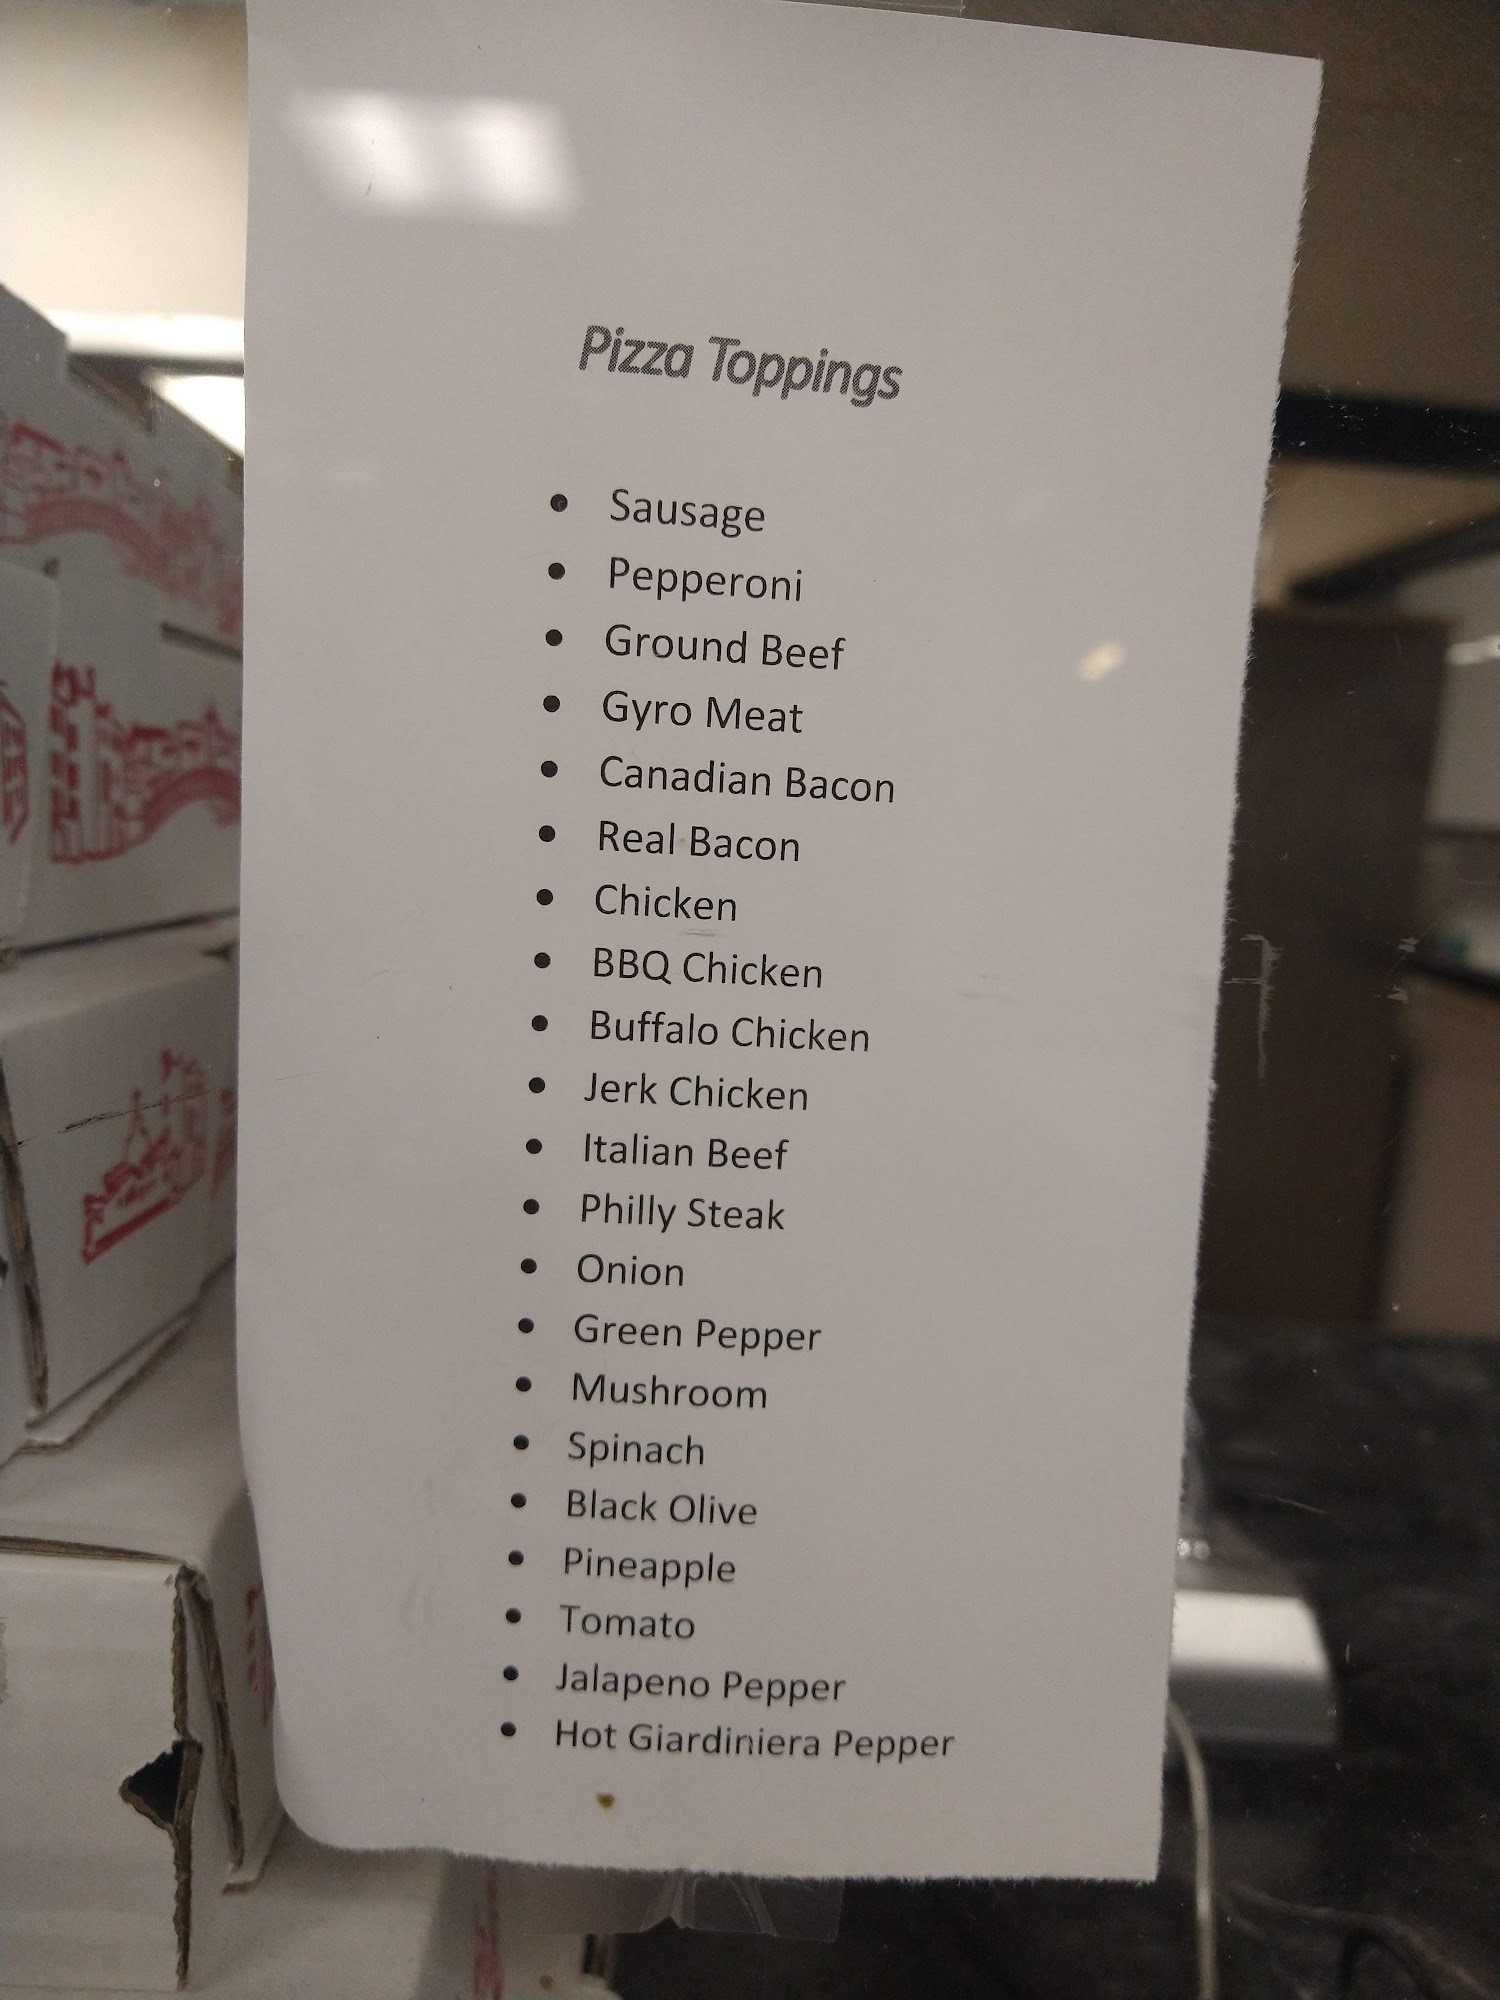 Pizza Toppings
• Sausage
• Pepperoni
• Ground Beef
• Gyro Meat
• Canadian Bacon
• Real Bacon
• Chicken
• BBQ Chicken
• Buffalo Chicken
• Jerk Chicken
• Italian Beef
• Philly Steak
• Onion
• Green Pepper
• Mushroom
• Spinach
• Black Olive
• Pineapple
• Tomato
• Jalapeno Pepper
• Hot Giardiniera Pepper